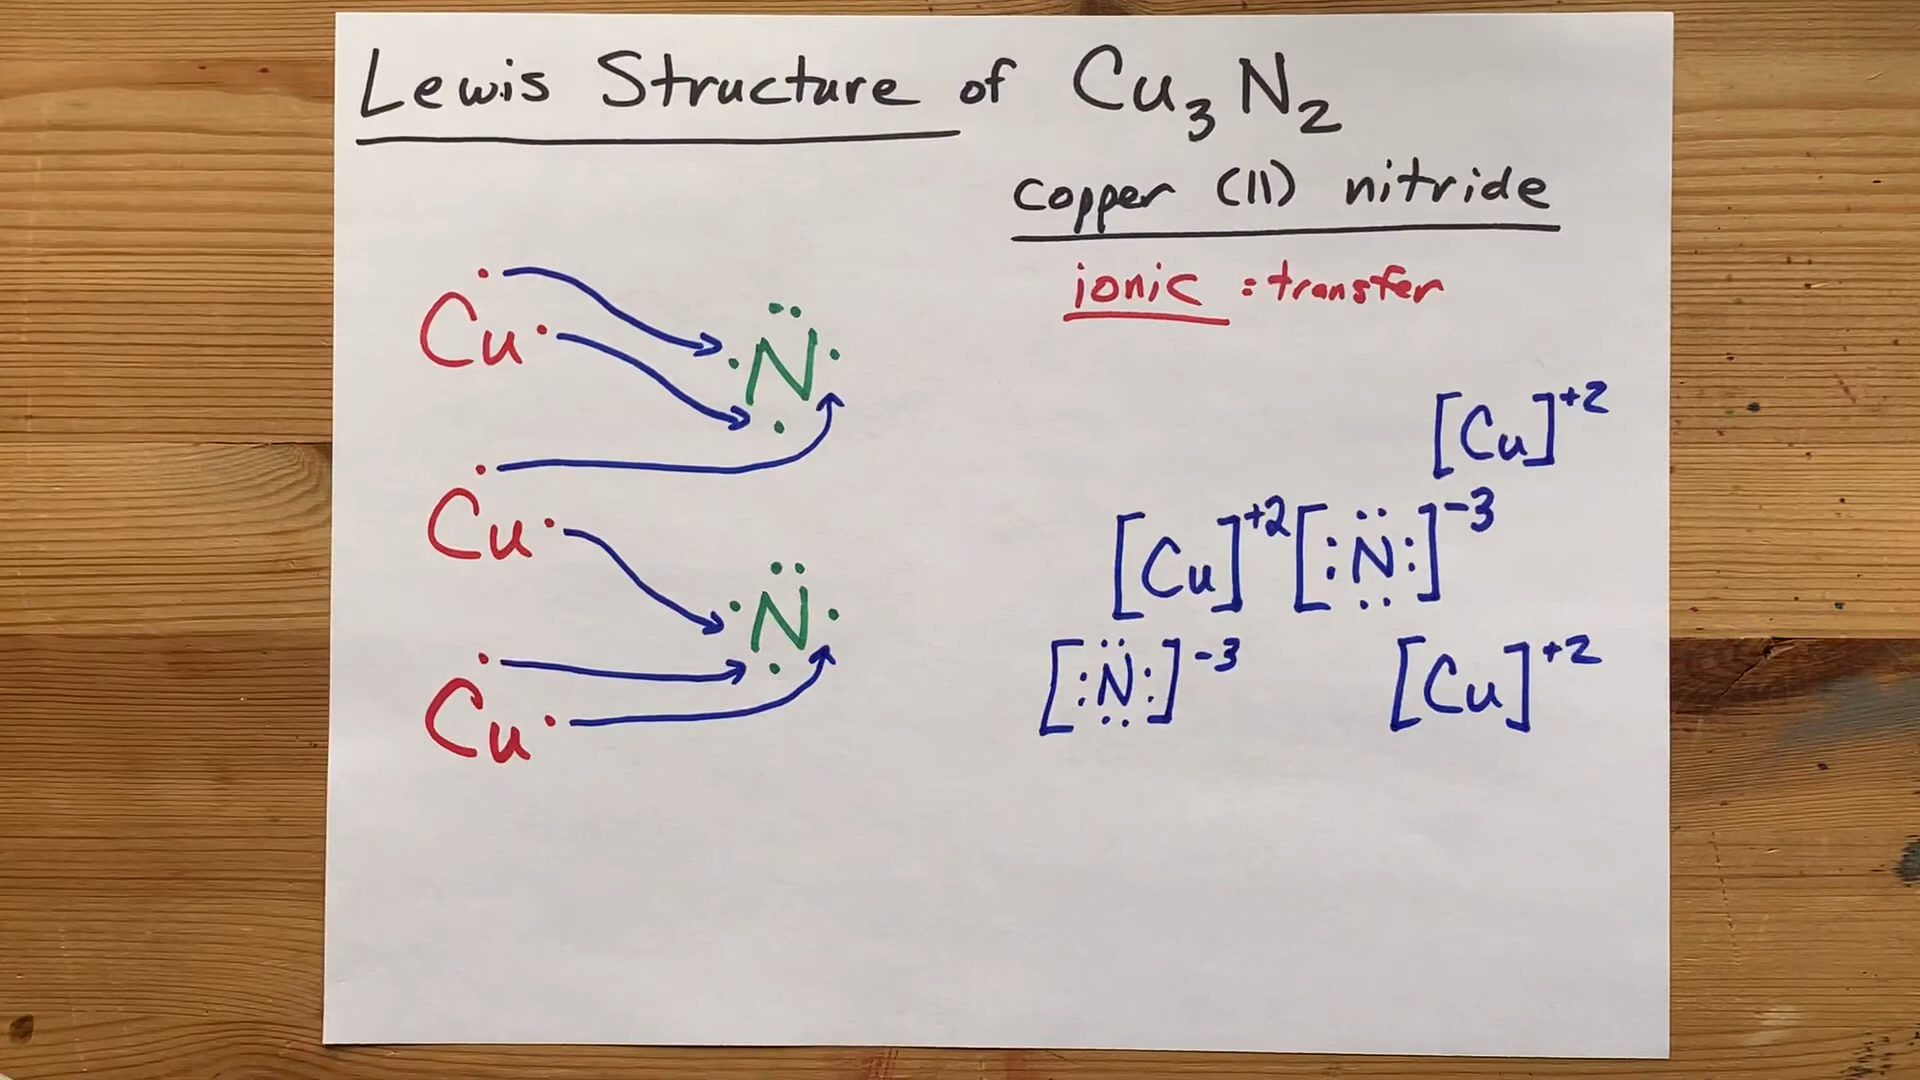 Lewis Structure of Cu3N2
copper (II) nitride
ionic : transfer
Cu N
Cu
Cu N
[Cu]+2
[Cu]+2 [N]-3
[N]-3 [Cu]+2